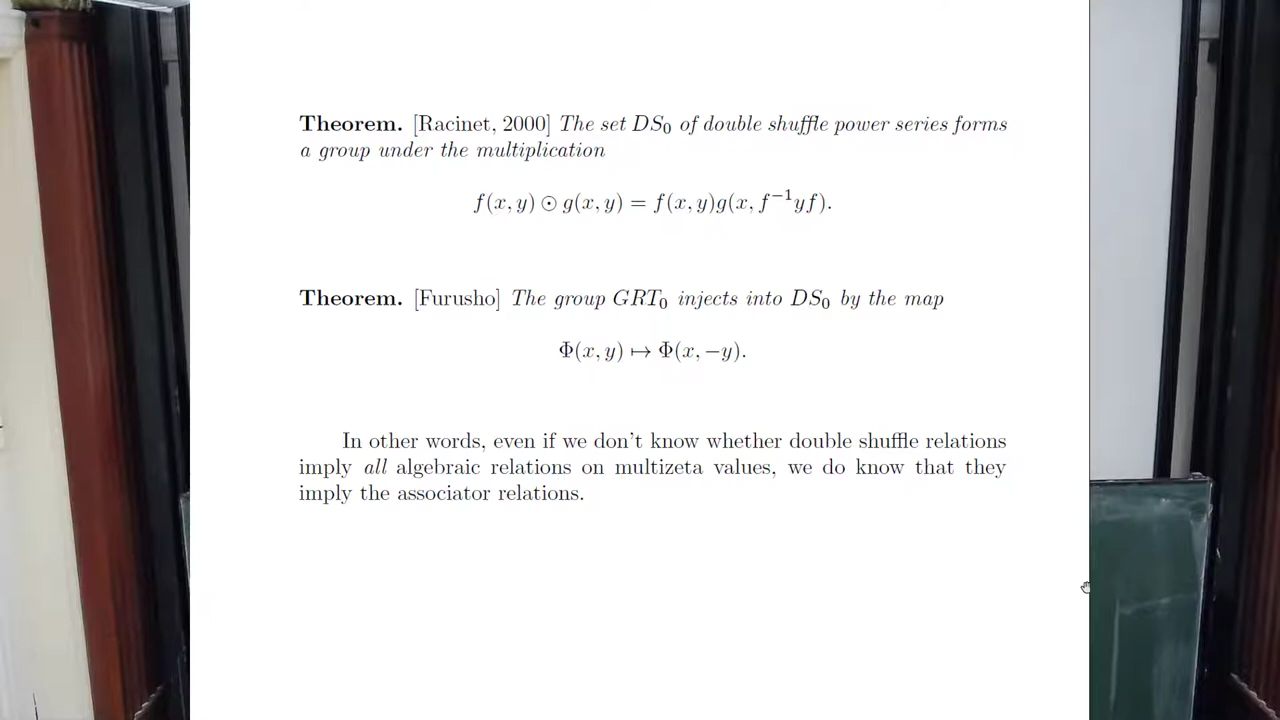 Theorem. [Racinet, 2000] The set DS₀ of double shuffle power series forms
a group under the multiplication
f(x, y) ⊙ g(x, y) = f(x, y)g(x, f⁻¹yf).
Theorem. [Furusho] The group GRT₀ injects into DS₀ by the map
Φ(x, y) ↦ Φ(x, −y).
In other words, even if we don't know whether double shuffle relations
imply all algebraic relations on multizeta values, we do know that they
imply the associator relations.